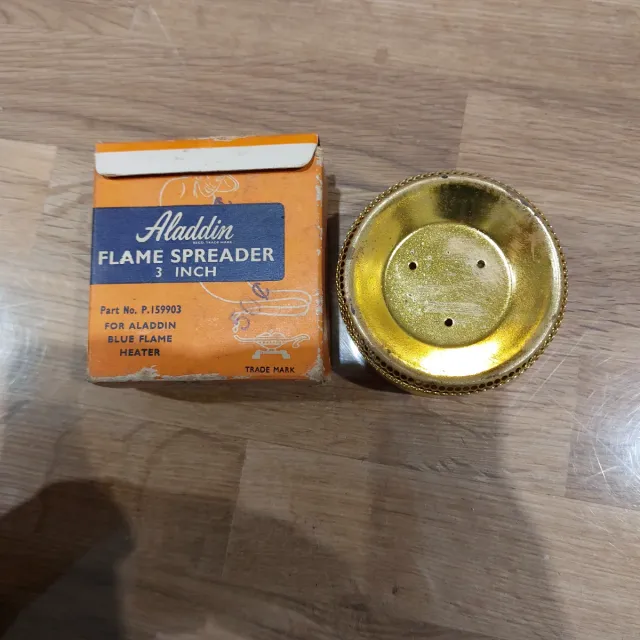 Aladdin
FLAME SPREADER
3 INCH
Part No. P.159903
FOR ALADDIN
BLUE FLAME
HEATER
TRADE MARK